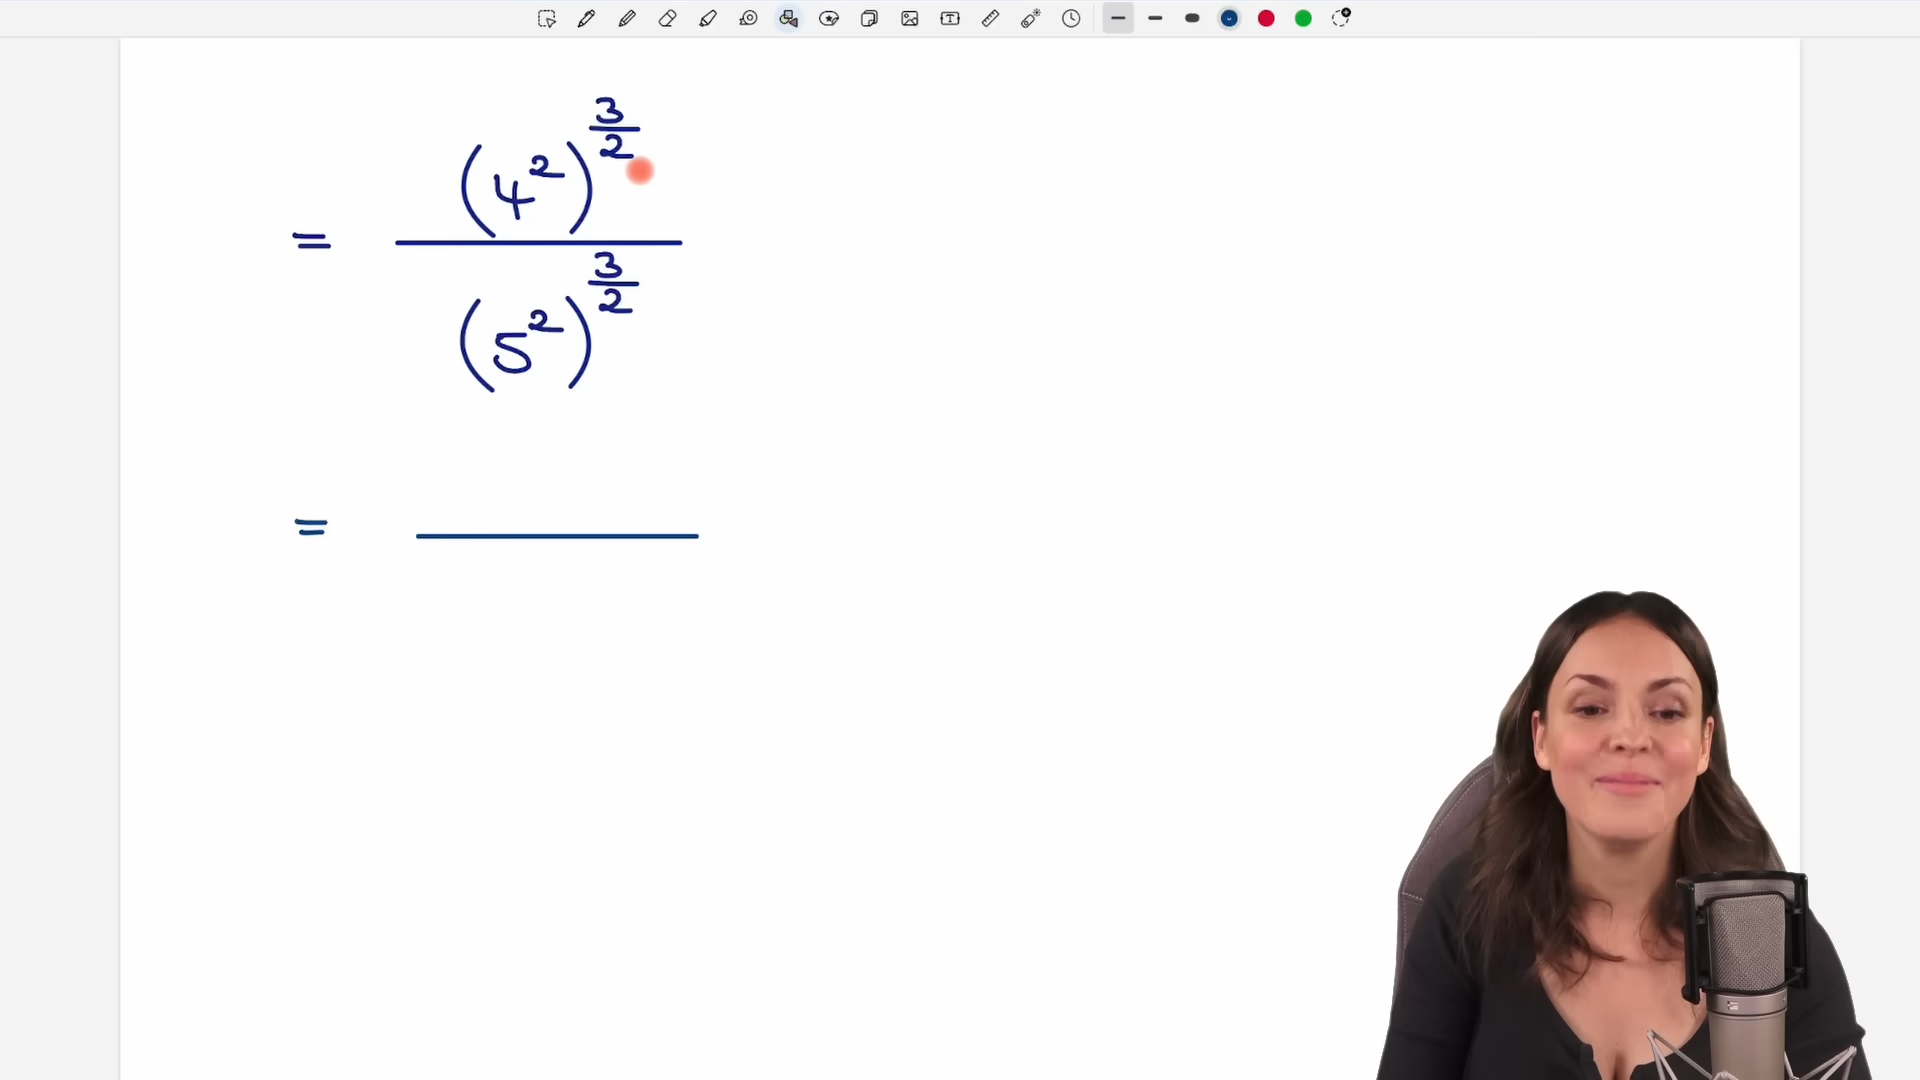 = (4²)^(3/2) / (5²)^(3/2)
=